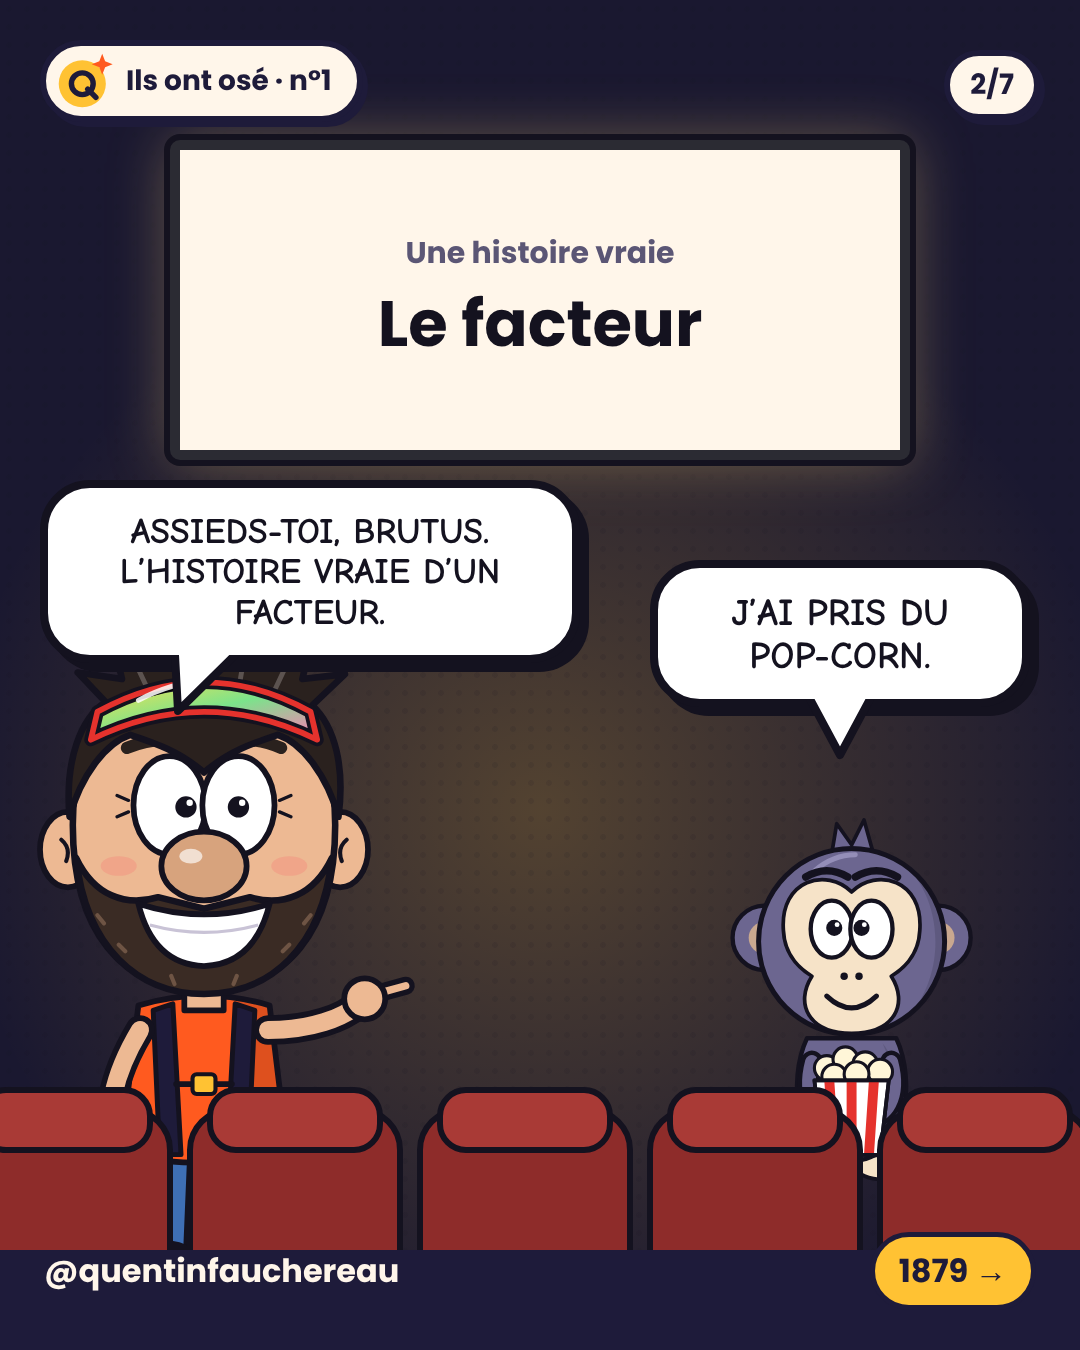 Q Ils ont osé · n°1
2/7
Une histoire vraie
Le facteur
ASSIEDS-TOI, BRUTUS.
L'HISTOIRE VRAIE D'UN
FACTEUR.
J'AI PRIS DU
POP-CORN.
@quentinfauchereau
1879 →